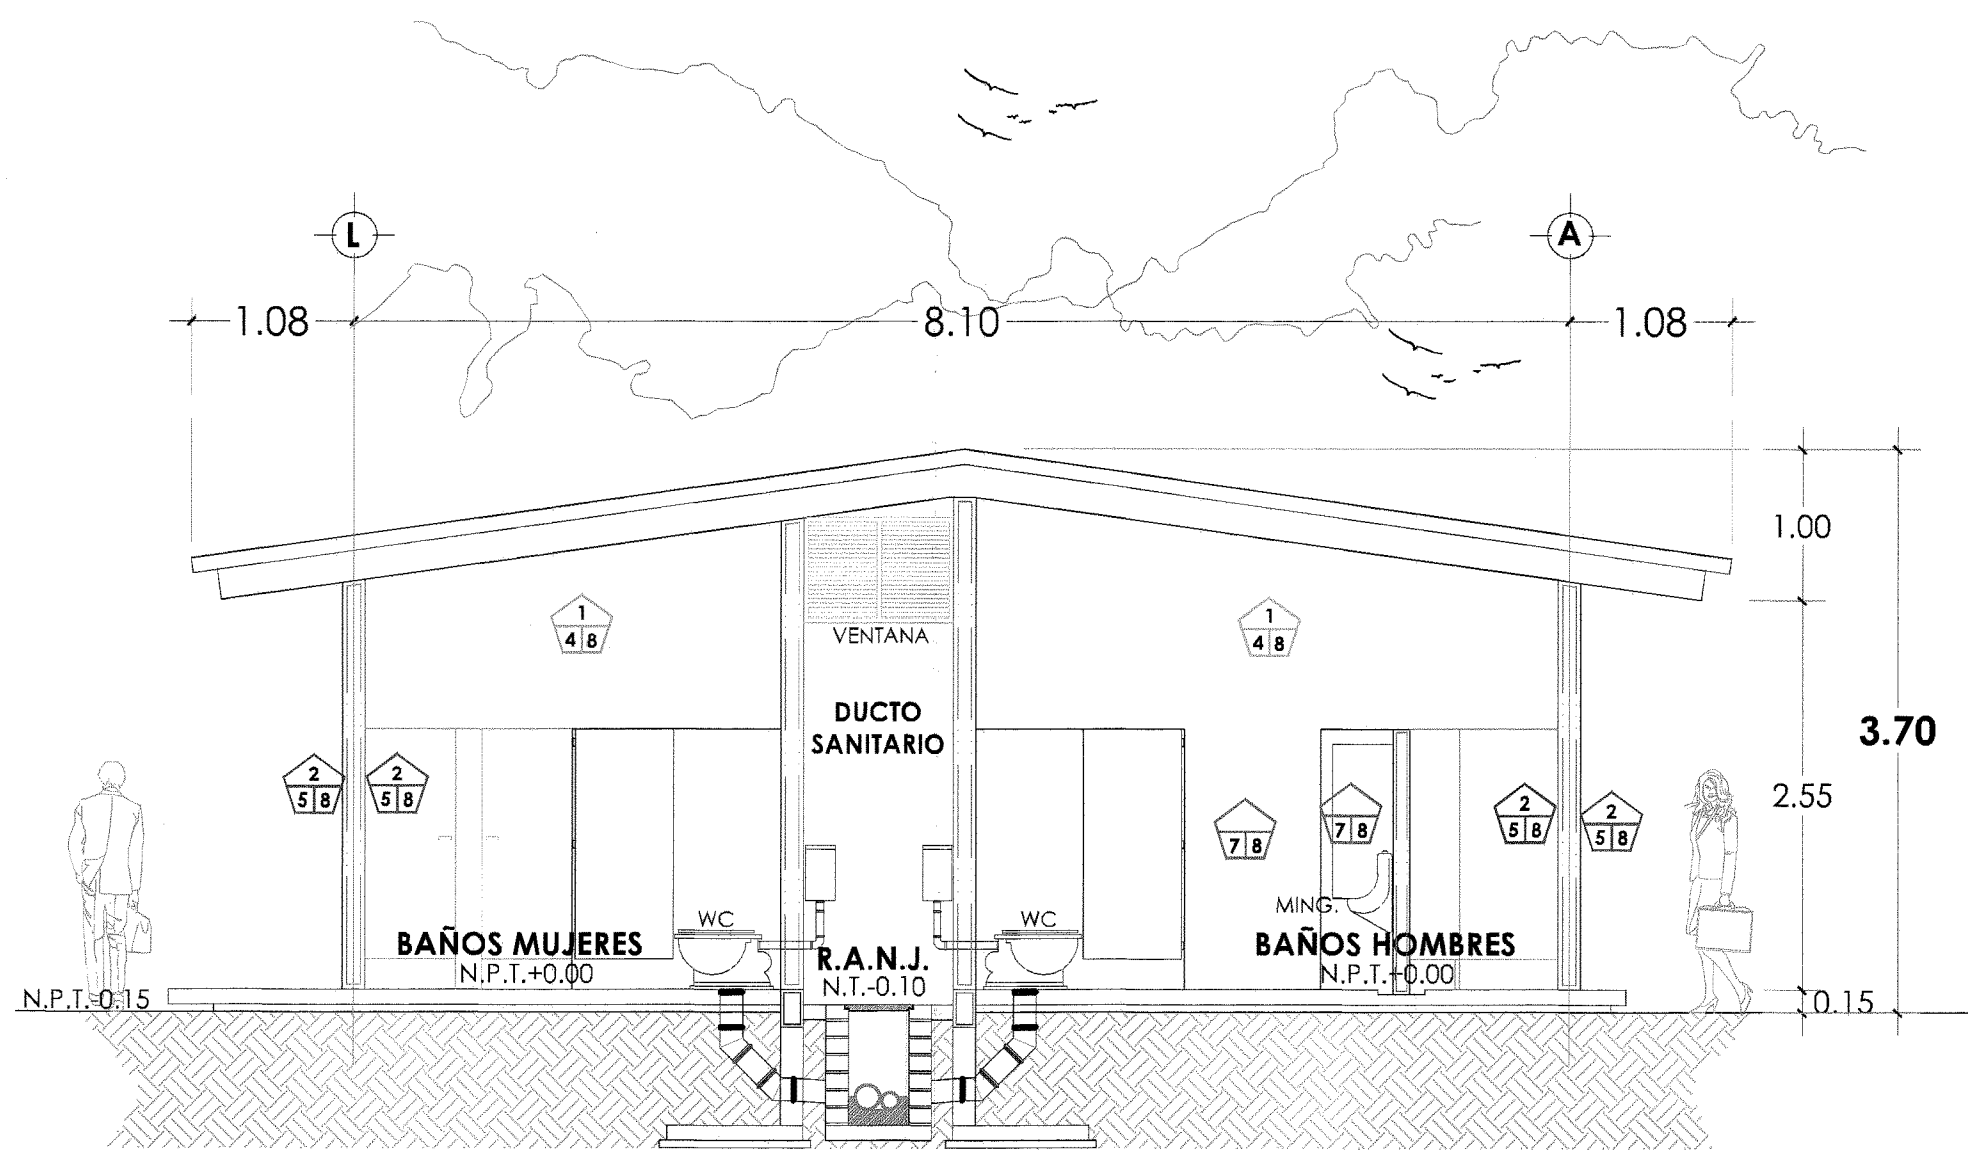 L
A
1.08
8.10
1.08
1.00
1
4 8
VENTANA
1
4 8
DUCTO
SANITARIO
3.70
2
5 8
2
5 8
7 8
7 8
2
5 8
2
5 8
2.55
WC
WC
MING.
BAÑOS MUJERES
N.P.T.+0.00
R.A.N.J.
N.T.-0.10
BAÑOS HOMBRES
N.P.T.+0.00
N.P.T.-0.15
0.15